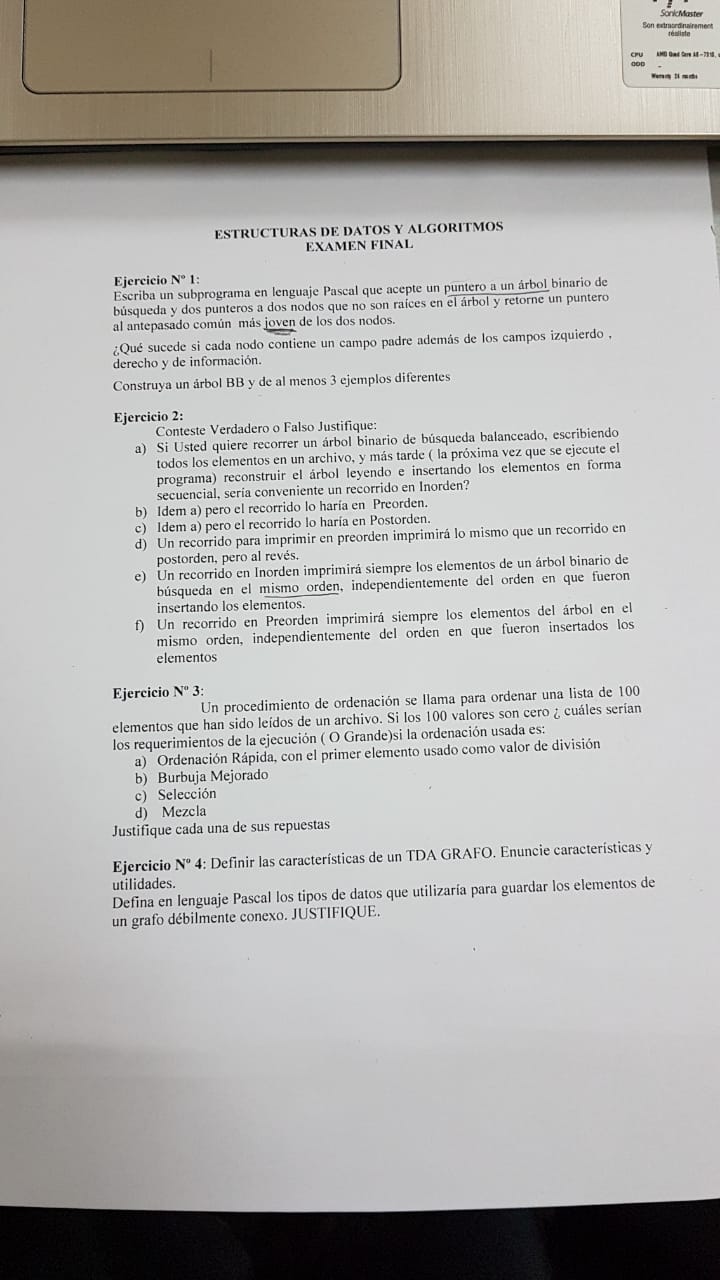 SonicMaster
Son extraordinairement
réaliste
CPU AMD Quad Core A8-7210,
ODD -
Warranty 24 months
ESTRUCTURAS DE DATOS Y ALGORITMOS
EXAMEN FINAL
Ejercicio N° 1:
Escriba un subprograma en lenguaje Pascal que acepte un puntero a un árbol binario de
búsqueda y dos punteros a dos nodos que no son raíces en el árbol y retorne un puntero
al antepasado común más joven de los dos nodos.
¿Qué sucede si cada nodo contiene un campo padre además de los campos izquierdo ,
derecho y de información.
Construya un árbol BB y de al menos 3 ejemplos diferentes
Ejercicio 2:
Conteste Verdadero o Falso Justifique:
a) Si Usted quiere recorrer un árbol binario de búsqueda balanceado, escribiendo
todos los elementos en un archivo, y más tarde ( la próxima vez que se ejecute el
programa) reconstruir el árbol leyendo e insertando los elementos en forma
secuencial, sería conveniente un recorrido en Inorden?
b) Idem a) pero el recorrido lo haría en Preorden.
c) Idem a) pero el recorrido lo haría en Postorden.
d) Un recorrido para imprimir en preorden imprimirá lo mismo que un recorrido en
postorden, pero al revés.
e) Un recorrido en Inorden imprimirá siempre los elementos de un árbol binario de
búsqueda en el mismo orden, independientemente del orden en que fueron
insertando los elementos.
f) Un recorrido en Preorden imprimirá siempre los elementos del árbol en el
mismo orden, independientemente del orden en que fueron insertados los
elementos
Ejercicio N° 3:
Un procedimiento de ordenación se llama para ordenar una lista de 100
elementos que han sido leídos de un archivo. Si los 100 valores son cero ¿ cuáles serían
los requerimientos de la ejecución ( O Grande)si la ordenación usada es:
a) Ordenación Rápida, con el primer elemento usado como valor de división
b) Burbuja Mejorado
c) Selección
d) Mezcla
Justifique cada una de sus repuestas
Ejercicio N° 4: Definir las características de un TDA GRAFO. Enuncie características y
utilidades.
Defina en lenguaje Pascal los tipos de datos que utilizaría para guardar los elementos de
un grafo débilmente conexo. JUSTIFIQUE.